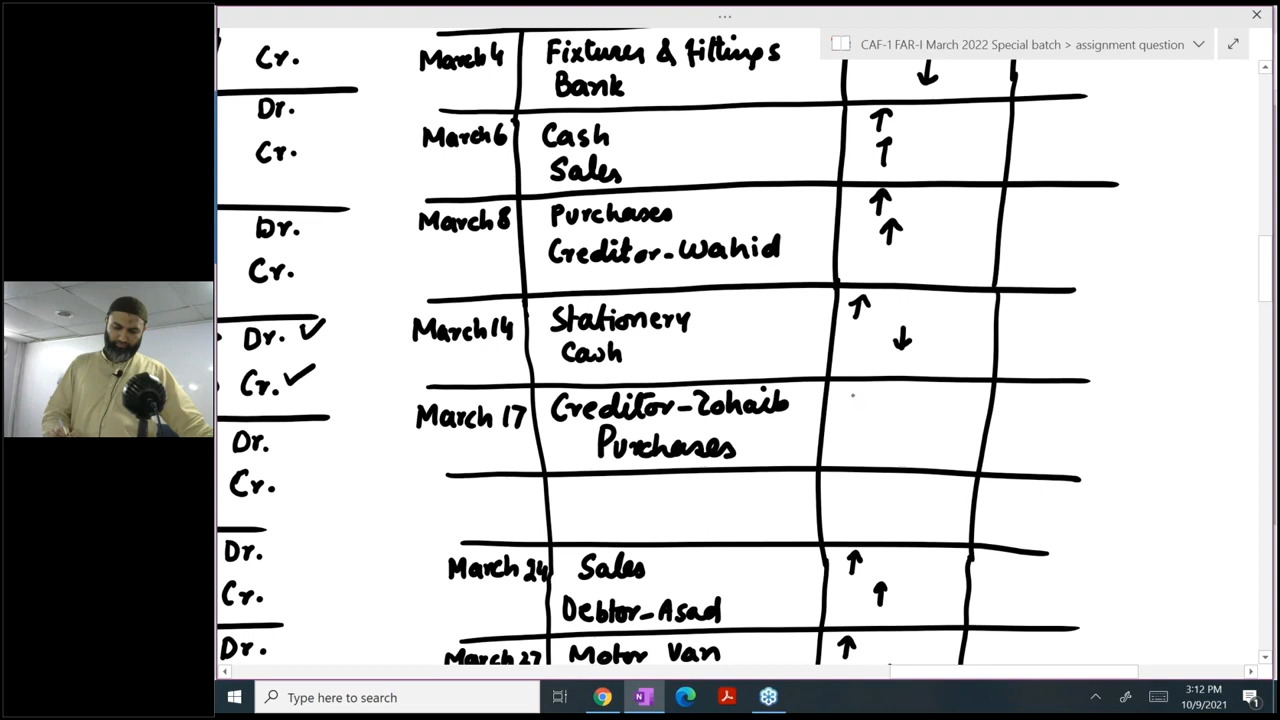 CAF-1 FAR-I March 2022 Special batch > assignment question
Cr.
March 4 Fixtures & fittings ↓
Bank
Dr.
March 6 Cash ↑
Cr.
Sales ↑
March 8 Purchases ↑
Dr.
Creditor-Wahid ↑
Cr.
March 14 Stationery ↑
Dr. ✓
Cash ↓
Cr. ✓
March 17 Creditor-Zohaib
Dr.
Purchases
Cr.
Dr.
March 24 Sales ↑
Cr.
Debtor-Asad ↑
Dr.
March 27 Motor Van ↑
Type here to search
3:12 PM
10/9/2021
1